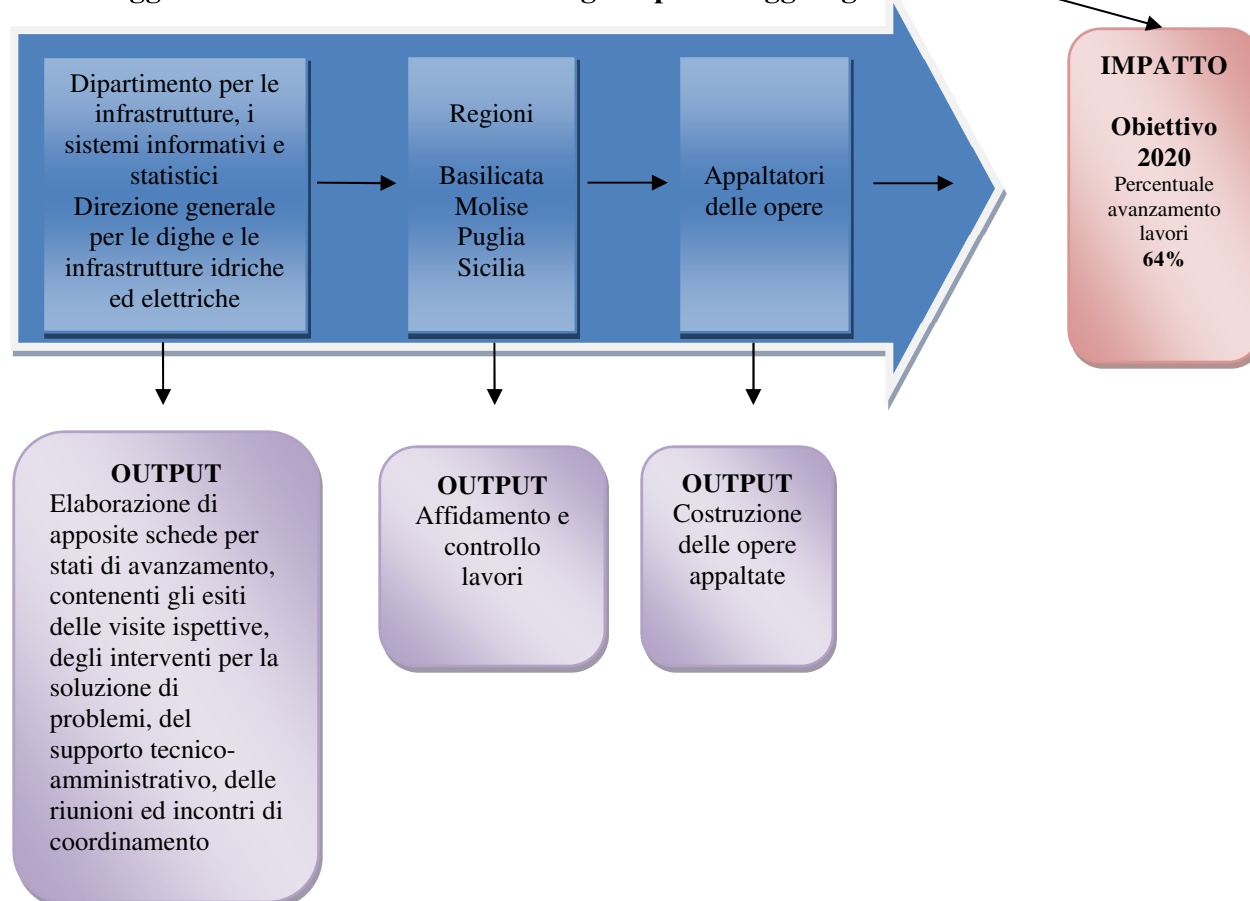 Dipartimento per le
infrastrutture, i
sistemi informativi e
statistici
Direzione generale
per le dighe e le
infrastrutture idriche
ed elettriche
Regioni
Basilicata
Molise
Puglia
Sicilia
Appaltatori
delle opere
IMPATTO
Obiettivo
2020
Percentuale
avanzamento
lavori
64%
OUTPUT
Elaborazione di
apposite schede per
stati di avanzamento,
contenenti gli esiti
delle visite ispettive,
degli interventi per la
soluzione di
problemi, del
supporto tecnico-
amministrativo, delle
riunioni ed incontri di
coordinamento
OUTPUT
Affidamento e
controllo
lavori
OUTPUT
Costruzione
delle opere
appaltate